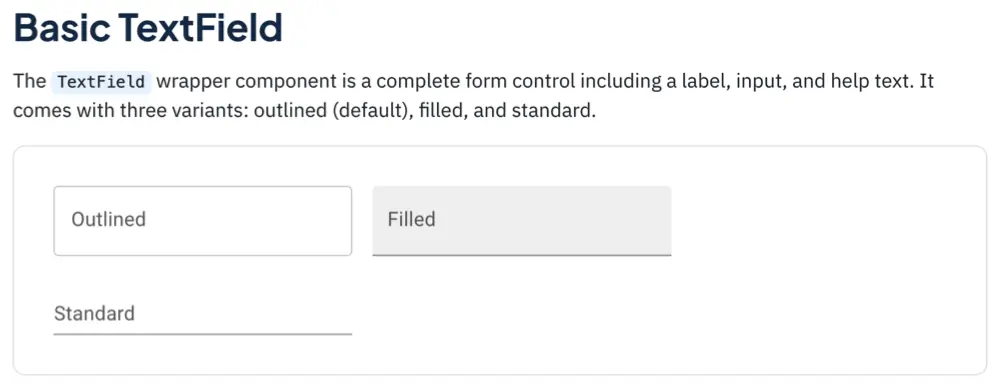 Basic TextField
The TextField wrapper component is a complete form control including a label, input, and help text. It
comes with three variants: outlined (default), filled, and standard.
Outlined
Filled
Standard